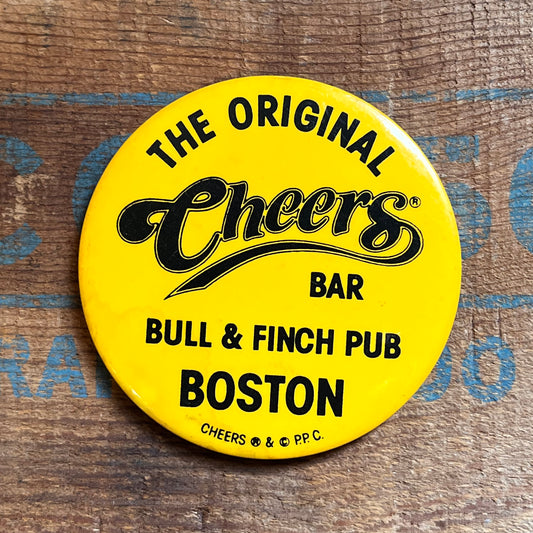 THE ORIGINAL
Cheers®
BAR
BULL & FINCH PUB
BOSTON
CHEERS ® & © P.P.C.